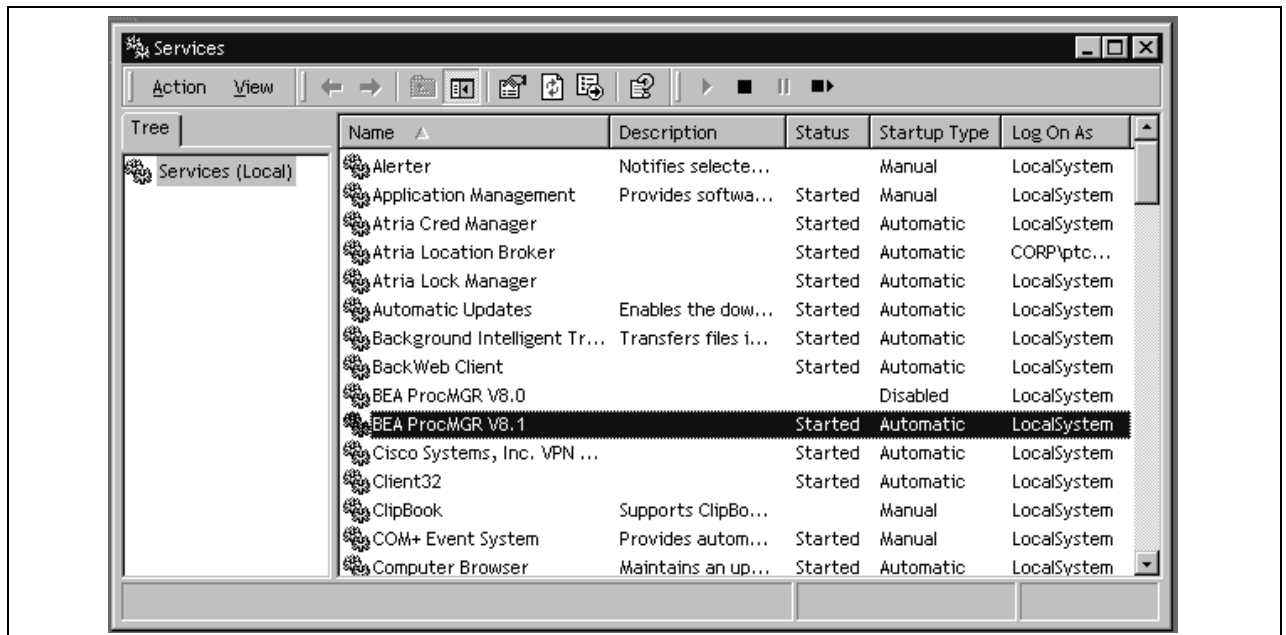 Services
Action View
Tree
Services (Local)
Name Description Status Startup Type Log On As
Alerter Notifies selecte... Manual LocalSystem
Application Management Provides softwa... Started Manual LocalSystem
Atria Cred Manager Started Automatic LocalSystem
Atria Location Broker Started Automatic CORP\ptc...
Atria Lock Manager Started Automatic LocalSystem
Automatic Updates Enables the dow... Started Automatic LocalSystem
Background Intelligent Tr... Transfers files i... Started Automatic LocalSystem
BackWeb Client Started Automatic LocalSystem
BEA ProcMGR V8.0 Disabled LocalSystem
BEA ProcMGR V8.1 Started Automatic LocalSystem
Cisco Systems, Inc. VPN ... Started Automatic LocalSystem
Client32 Started Automatic LocalSystem
ClipBook Supports ClipBo... Manual LocalSystem
COM+ Event System Provides autom... Started Manual LocalSystem
Computer Browser Maintains an up... Started Automatic LocalSystem